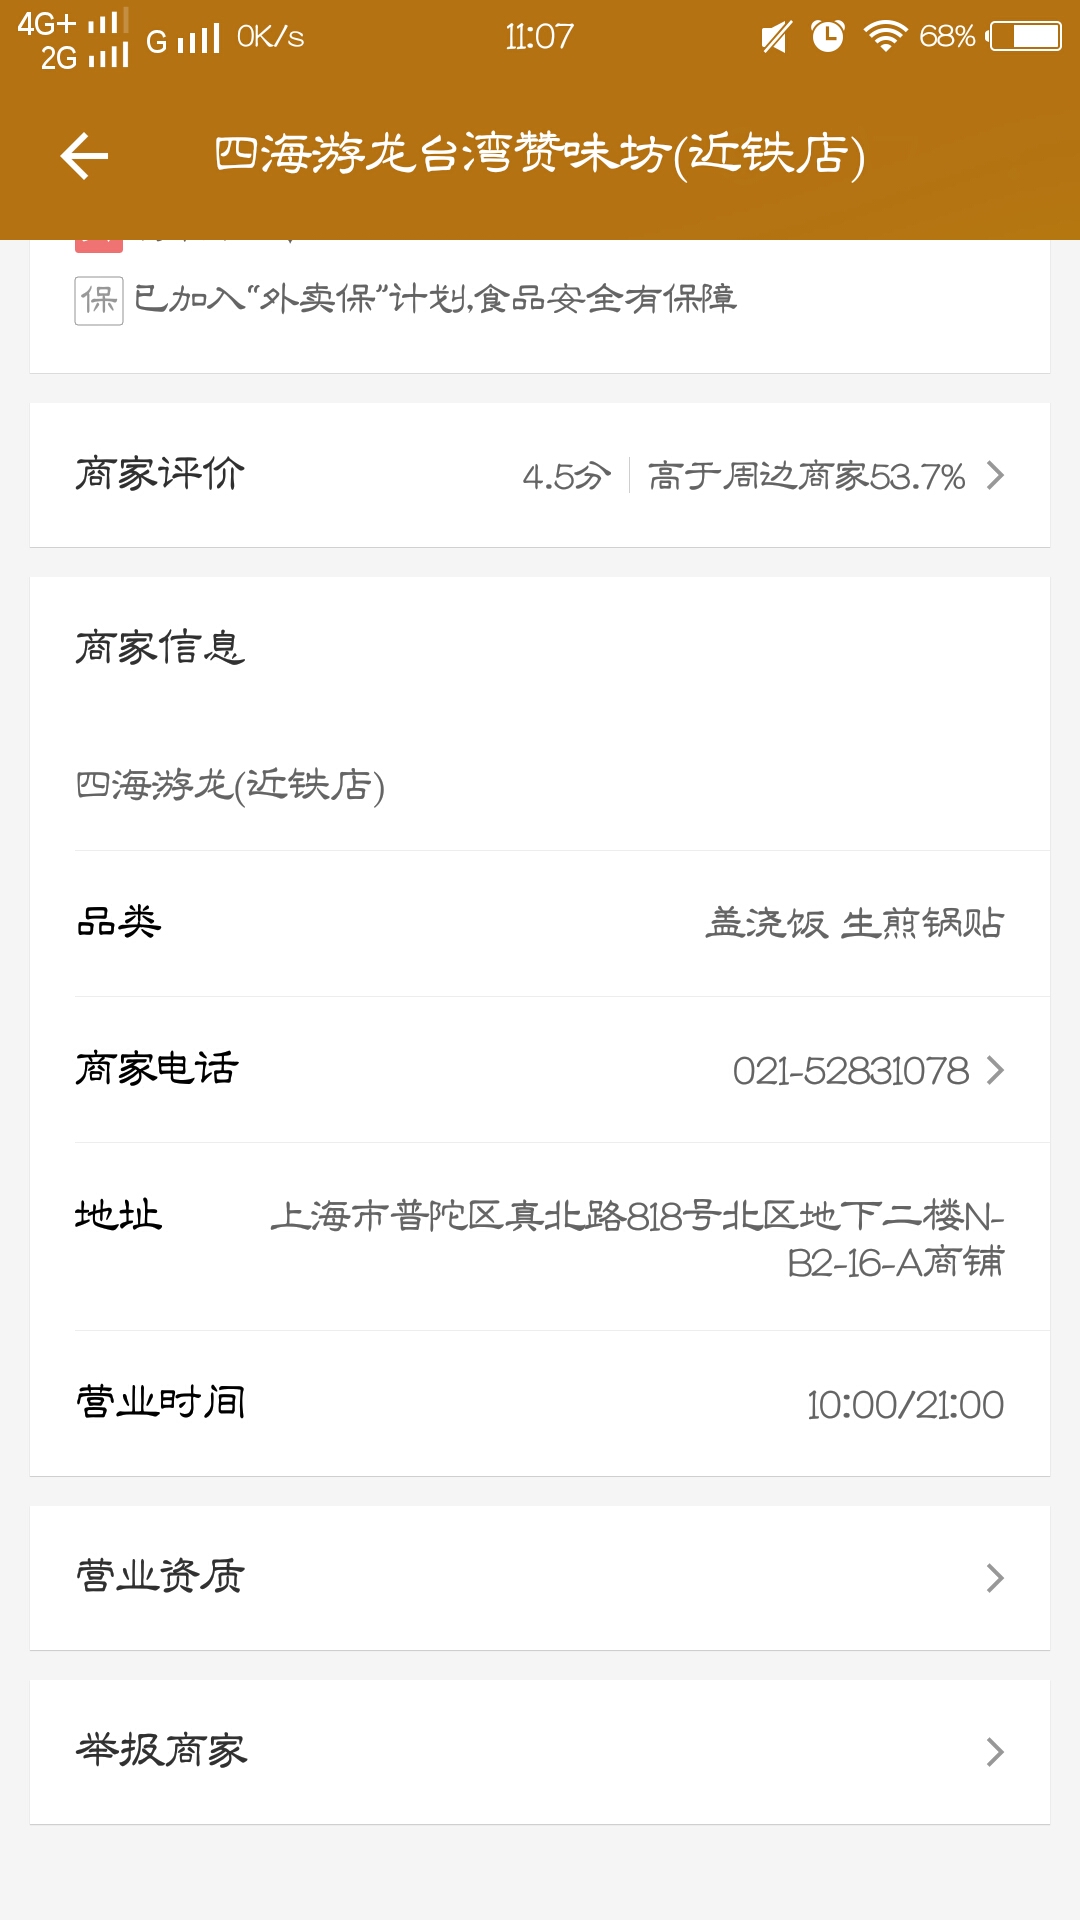 4G+ 2G G 0K/s 11:07 68%
四海游龙台湾赞味坊(近铁店)
保 已加入“外卖保”计划,食品安全有保障
商家评价 4.5分 高于周边商家53.7%
商家信息
四海游龙(近铁店)
品类 盖浇饭 生煎锅贴
商家电话 021-52831078
地址 上海市普陀区真北路818号北区地下二楼N-
B2-16-A商铺
营业时间 10:00/21:00
营业资质
举报商家